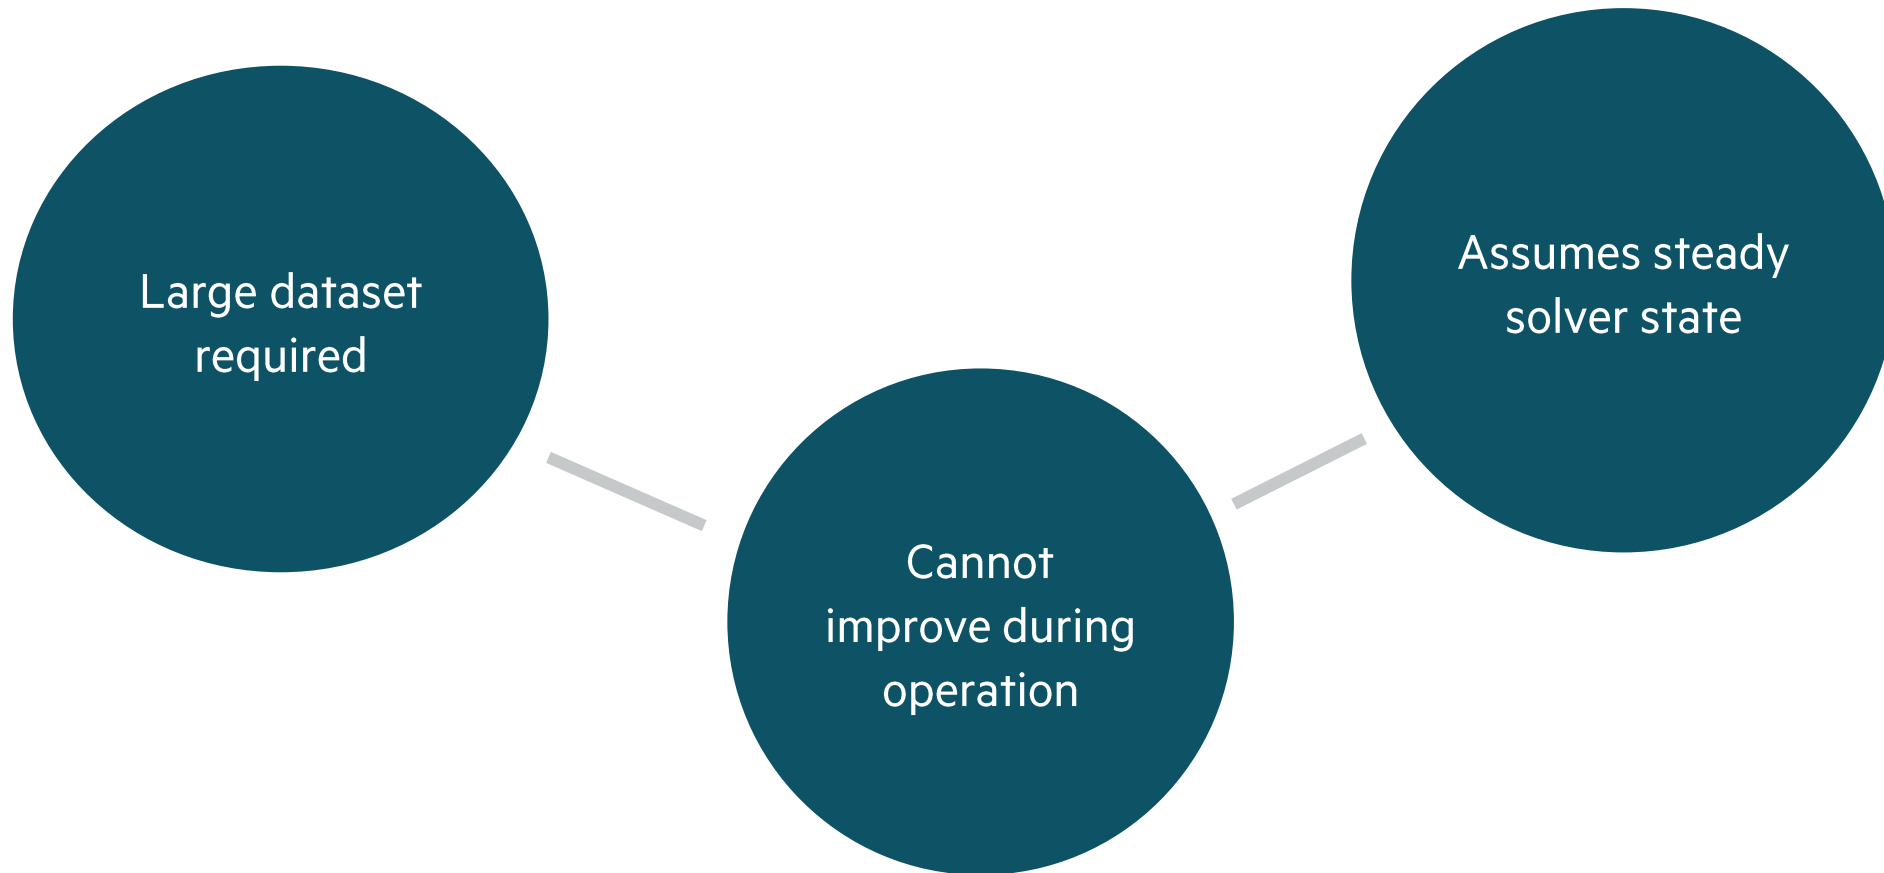 Large dataset
required
Cannot
improve during
operation
Assumes steady
solver state